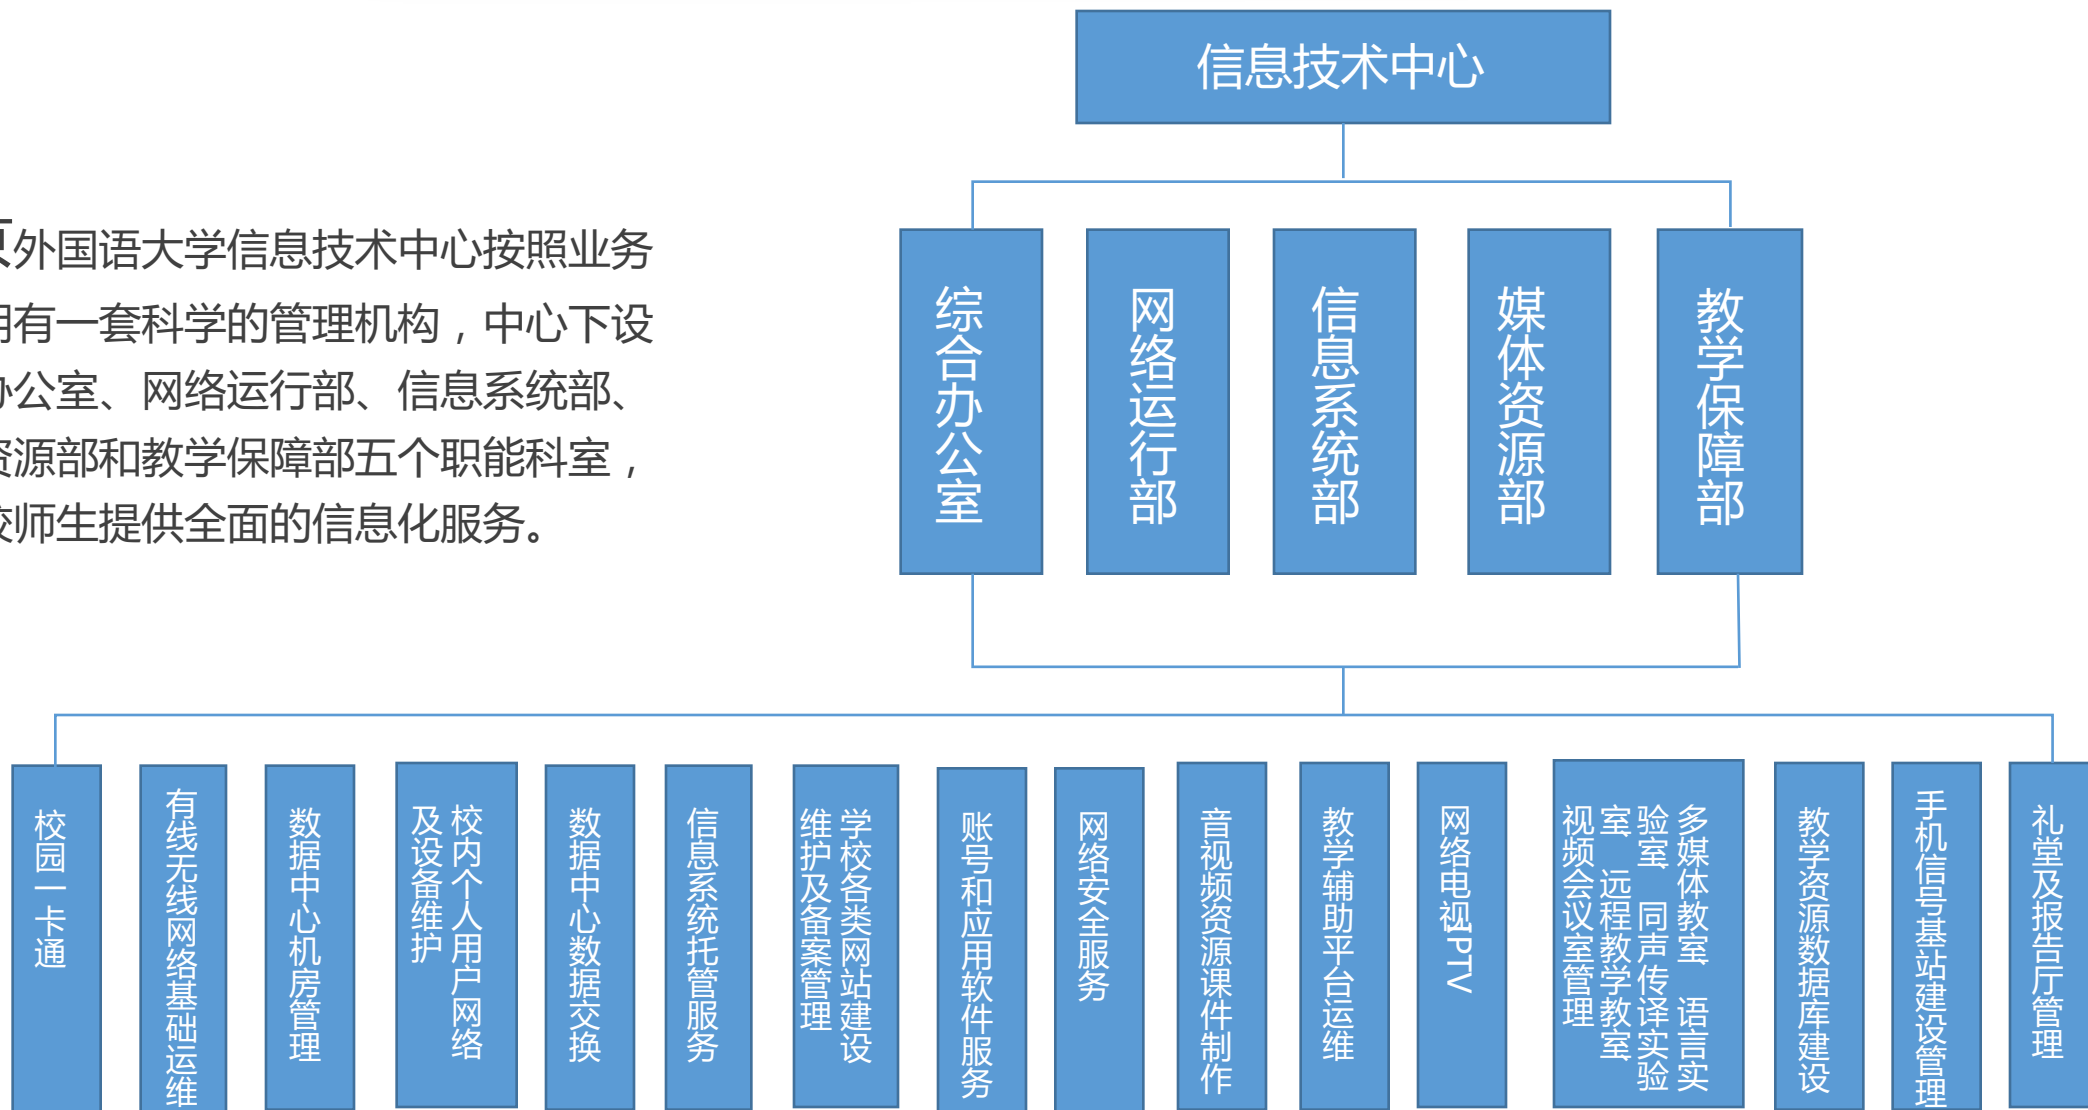 信息技术中心
外国语大学信息技术中心按照业务
有一套科学的管理机构，中心下设
公室、网络运行部、信息系统部、
源部和教学保障部五个职能科室，
师生提供全面的信息化服务。
综合办公室
网络运行部
信息系统部
媒体资源部
教学保障部
校园一卡通
有线无线网络基础运维
数据中心机房管理
校内个人用户网络
及设备维护
数据中心数据交换
信息系统托管服务
学校各类网站建设
维护及备案管理
账号和应用软件服务
网络安全服务
音视频资源课件制作
教学辅助平台运维
网络电视IPTV
多媒体教室、语言实
验室、同声传译实验
室、远程教学教室、
视频会议室管理
教学资源数据库建设
手机信号基站建设管理
礼堂及报告厅管理